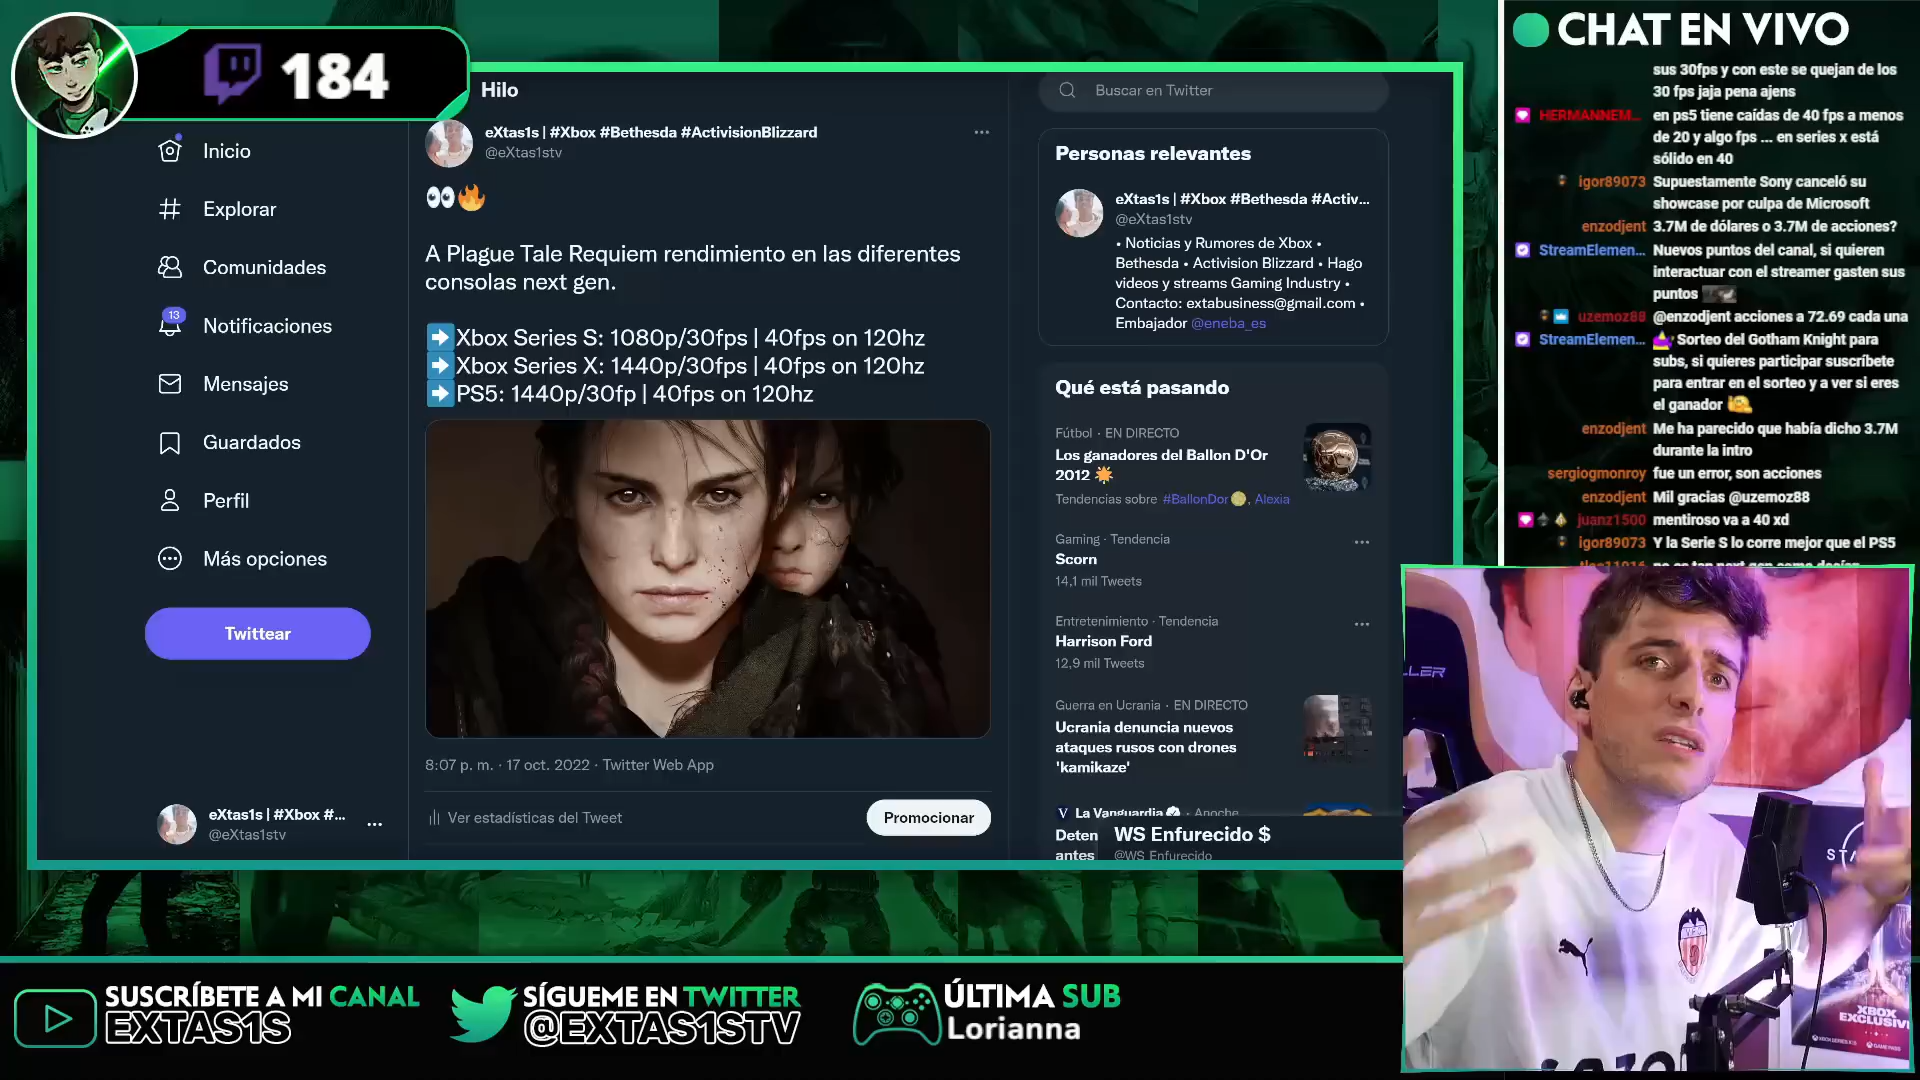 184
Hilo
Inicio
Explorar
Comunidades
13
Notificaciones
Mensajes
Guardados
Perfil
Más opciones
Twittear
eXtas1s | #Xbox #...
@eXtas1stv
eXtas1s | #Xbox #Bethesda #ActivisionBlizzard
@eXtas1stv
A Plague Tale Requiem rendimiento en las diferentes
consolas next gen.
Xbox Series S: 1080p/30fps | 40fps on 120hz
Xbox Series X: 1440p/30fps | 40fps on 120hz
PS5: 1440p/30fp | 40fps on 120hz
8:07 p. m. · 17 oct. 2022 · Twitter Web App
Ver estadísticas del Tweet
Promocionar
Buscar en Twitter
Personas relevantes
eXtas1s | #Xbox #Bethesda #Activ...
@eXtas1stv
• Noticias y Rumores de Xbox •
Bethesda • Activision Blizzard • Hago
videos y streams Gaming Industry •
Contacto: extabusiness@gmail.com •
Embajador @eneba_es
Qué está pasando
Fútbol · EN DIRECTO
Los ganadores del Ballon D'Or
2012
Tendencias sobre #BallonDor, Alexia
Gaming · Tendencia
Scorn
14,1 mil Tweets
Entretenimiento · Tendencia
Harrison Ford
12,9 mil Tweets
Guerra en Ucrania · EN DIRECTO
Ucrania denuncia nuevos
ataques rusos con drones
'kamikaze'
La Vanguardia · Anoche
Deten
antes
WS Enfurecido $
@WS_Enfurecido
CHAT EN VIVO
sus 30fps y con este se quejan de los
30 fps jaja pena ajens
HERMANNEM... en ps5 tiene caídas de 40 fps a menos
de 20 y algo fps ... en series x está
sólido en 40
igor89073 Supuestamente Sony canceló su
showcase por culpa de Microsoft
enzodjent 3.7M de dólares o 3.7M de acciones?
StreamElemen... Nuevos puntos del canal, si quieren
interactuar con el streamer gasten sus
puntos
uzemoz88 @enzodjent acciones a 72.69 cada una
StreamElemen... Sorteo del Gotham Knight para
subs, si quieres participar suscríbete
para entrar en el sorteo y a ver si eres
el ganador
enzodjent Me ha parecido que había dicho 3.7M
durante la intro
sergiogmonroy fue un error, son acciones
enzodjent Mil gracias @uzemoz88
juanz1500 mentiroso va a 40 xd
igor89073 Y la Serie S lo corre mejor que el PS5
XBOX
EXCLUSIV
SUSCRÍBETE A MI CANAL
EXTAS1S
SÍGUEME EN TWITTER
@EXTAS1STV
ÚLTIMA SUB
Lorianna